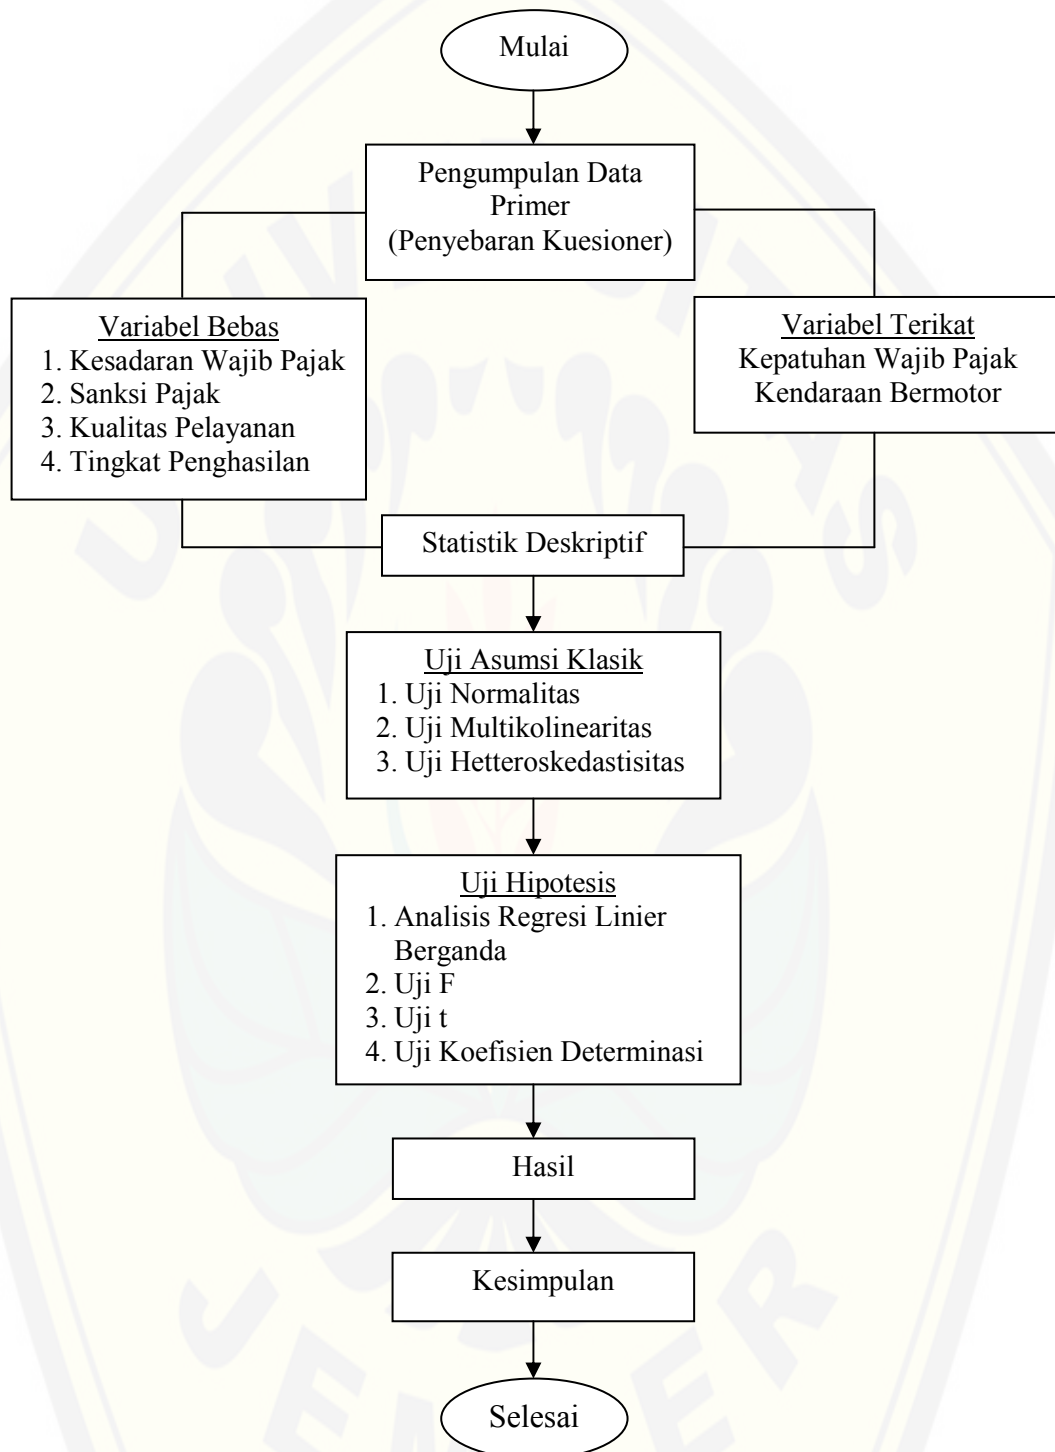 Mulai
Pengumpulan Data
Primer
(Penyebaran Kuesioner)
Variabel Bebas
1. Kesadaran Wajib Pajak
2. Sanksi Pajak
3. Kualitas Pelayanan
4. Tingkat Penghasilan
Variabel Terikat
Kepatuhan Wajib Pajak
Kendaraan Bermotor
Statistik Deskriptif
Uji Asumsi Klasik
1. Uji Normalitas
2. Uji Multikolinearitas
3. Uji Hetteroskedastisitas
Uji Hipotesis
1. Analisis Regresi Linier
Berganda
2. Uji F
3. Uji t
4. Uji Koefisien Determinasi
Hasil
Kesimpulan
Selesai
JEMBER